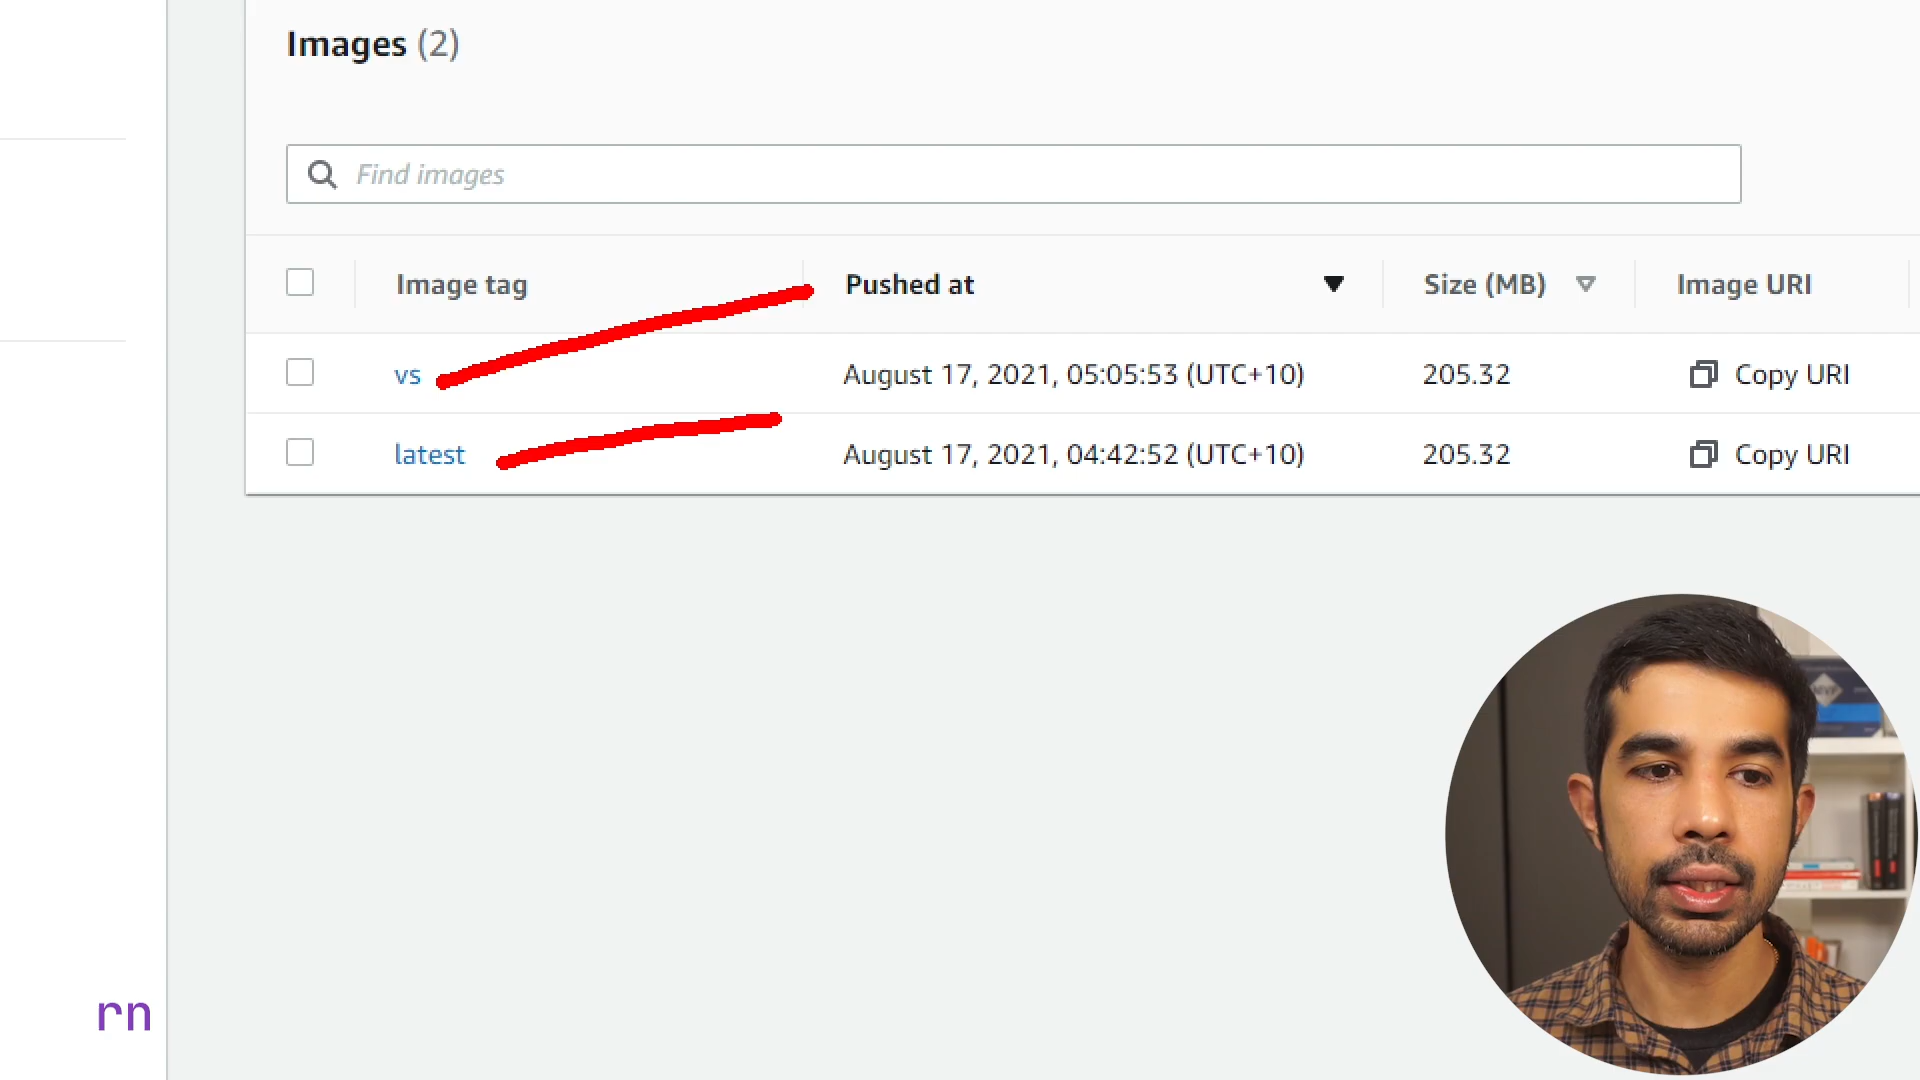 Images (2)
Find images
Image tag Pushed at Size (MB) Image URI
vs August 17, 2021, 05:05:53 (UTC+10) 205.32 Copy URI
latest August 17, 2021, 04:42:52 (UTC+10) 205.32 Copy URI
MVP
rn